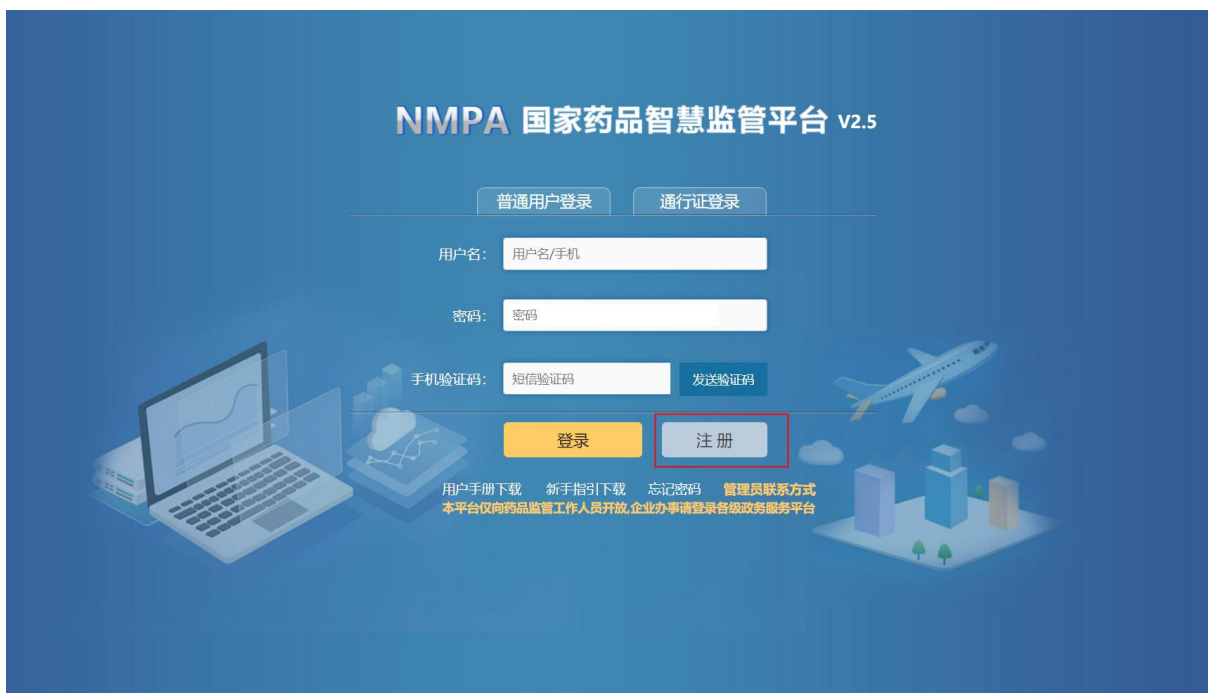 NMPA 国家药品智慧监管平台 V2.5
普通用户登录 通行证登录
用户名： 用户名/手机
密码： 密码
手机验证码： 短信验证码 发送验证码
登录 注 册
用户手册下载 新手指引下载 忘记密码 管理员联系方式
本平台仅向药品监管工作人员开放,企业办事请登录各级政务服务平台